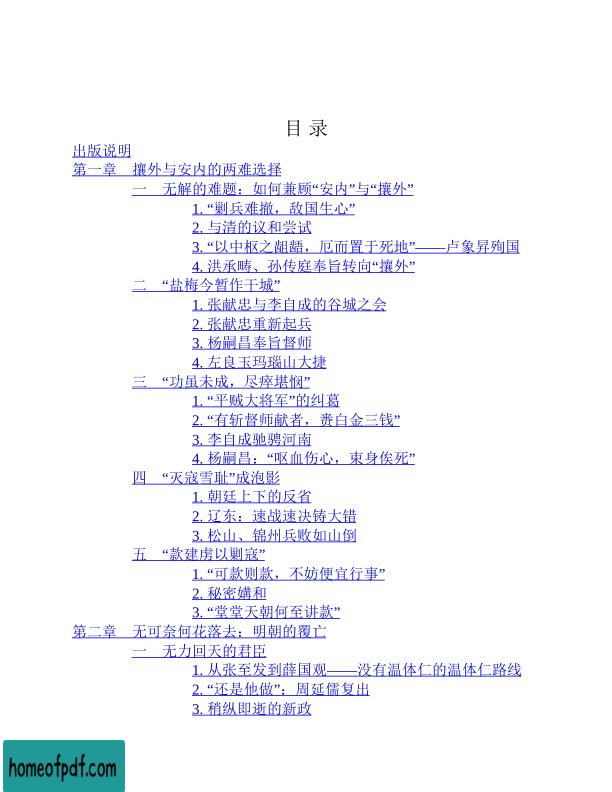 目 录
出版说明
第一章　攘外与安内的两难选择
一　无解的难题：如何兼顾“安内”与“攘外”
1. “剿兵难撤，敌国生心”
2. 与清的议和尝试
3. “以中枢之龃龉，厄而置于死地”——卢象昇殉国
4. 洪承畴、孙传庭奉旨转向“攘外”
二　“盐梅今暂作干城”
1. 张献忠与李自成的谷城之会
2. 张献忠重新起兵
3. 杨嗣昌奉旨督师
4. 左良玉玛瑙山大捷
三　“功虽未成，尽瘁堪悯”
1. “平贼大将军”的纠葛
2. “有斩督师献者，赉白金三钱”
3. 李自成驰骋河南
4. 杨嗣昌：“呕血伤心，束身俟死”
四　“灭寇雪耻”成泡影
1. 朝廷上下的反省
2. 辽东：速战速决铸大错
3. 松山、锦州兵败如山倒
五　“款建虏以剿寇”
1. “可款则款，不妨便宜行事”
2. 秘密媾和
3. “堂堂天朝何至讲款”
第二章　无可奈何花落去：明朝的覆亡
一　无力回天的君臣
1. 从张至发到薛国观——没有温体仁的温体仁路线
2. “还是他做”：周延儒复出
3. 稍纵即逝的新政
homeofpdf.com